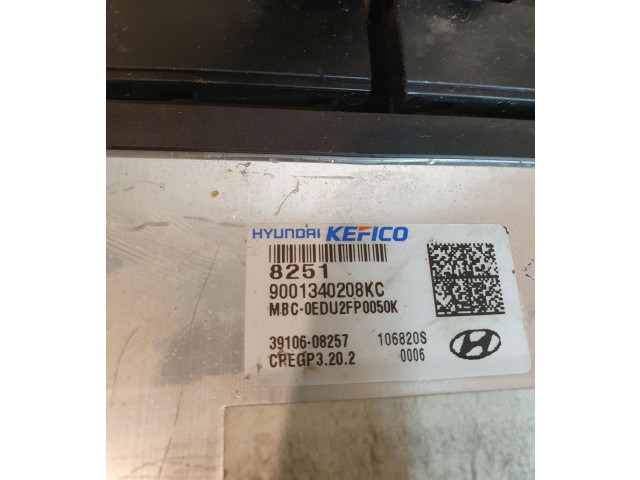 HYUNDAI KEFICO
8251
9001340208KC
MBC-0EDU2FP0050K
39106-08257 106820S
CPEGP3.20.2 0006